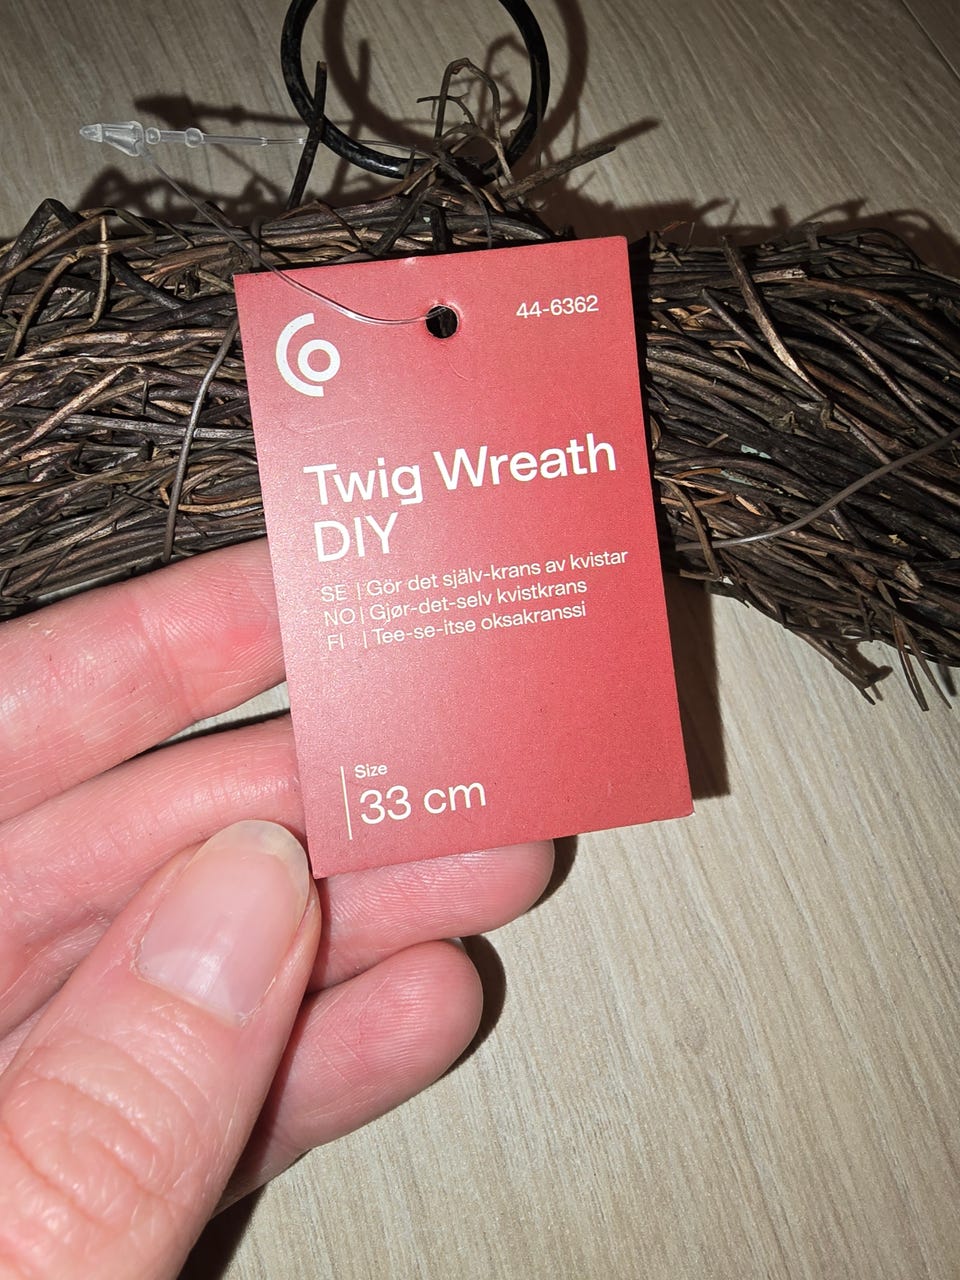 44-6362
Twig Wreath
DIY
SE | Gör det själv-krans av kvistar
NO | Gjør-det-selv kvistkrans
FI | Tee-se-itse oksakranssi
Size
33 cm